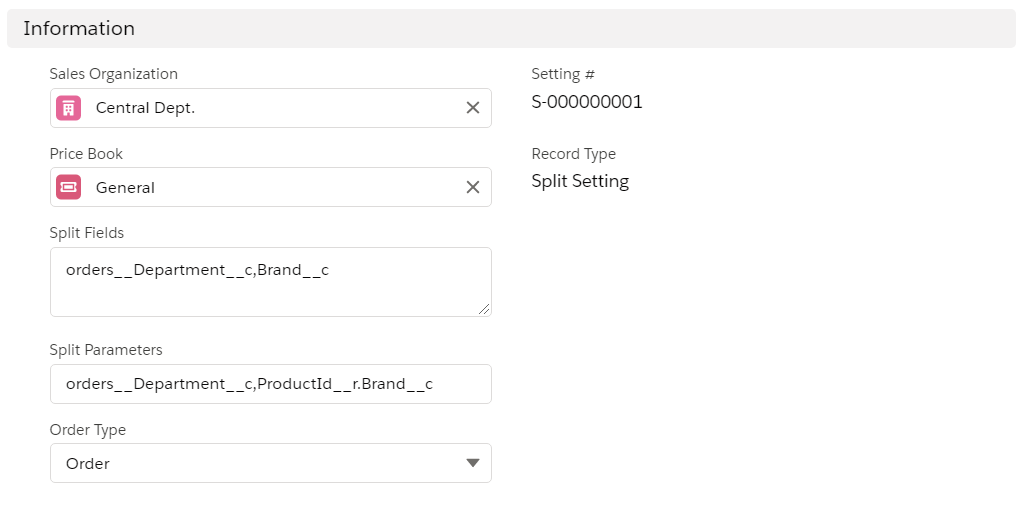 Information
Sales Organization
Central Dept.
Price Book
General
Split Fields
orders__Department__c,Brand__c
Split Parameters
orders__Department__c,ProductId__r.Brand__c
Order Type
Order
Setting #
S-000000001
Record Type
Split Setting